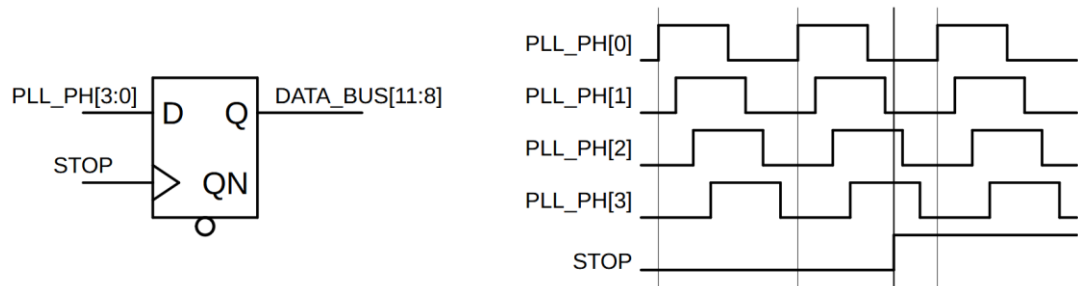 PLL_PH[3:0]
D
Q
DATA_BUS[11:8]
STOP
QN
PLL_PH[0]
PLL_PH[1]
PLL_PH[2]
PLL_PH[3]
STOP